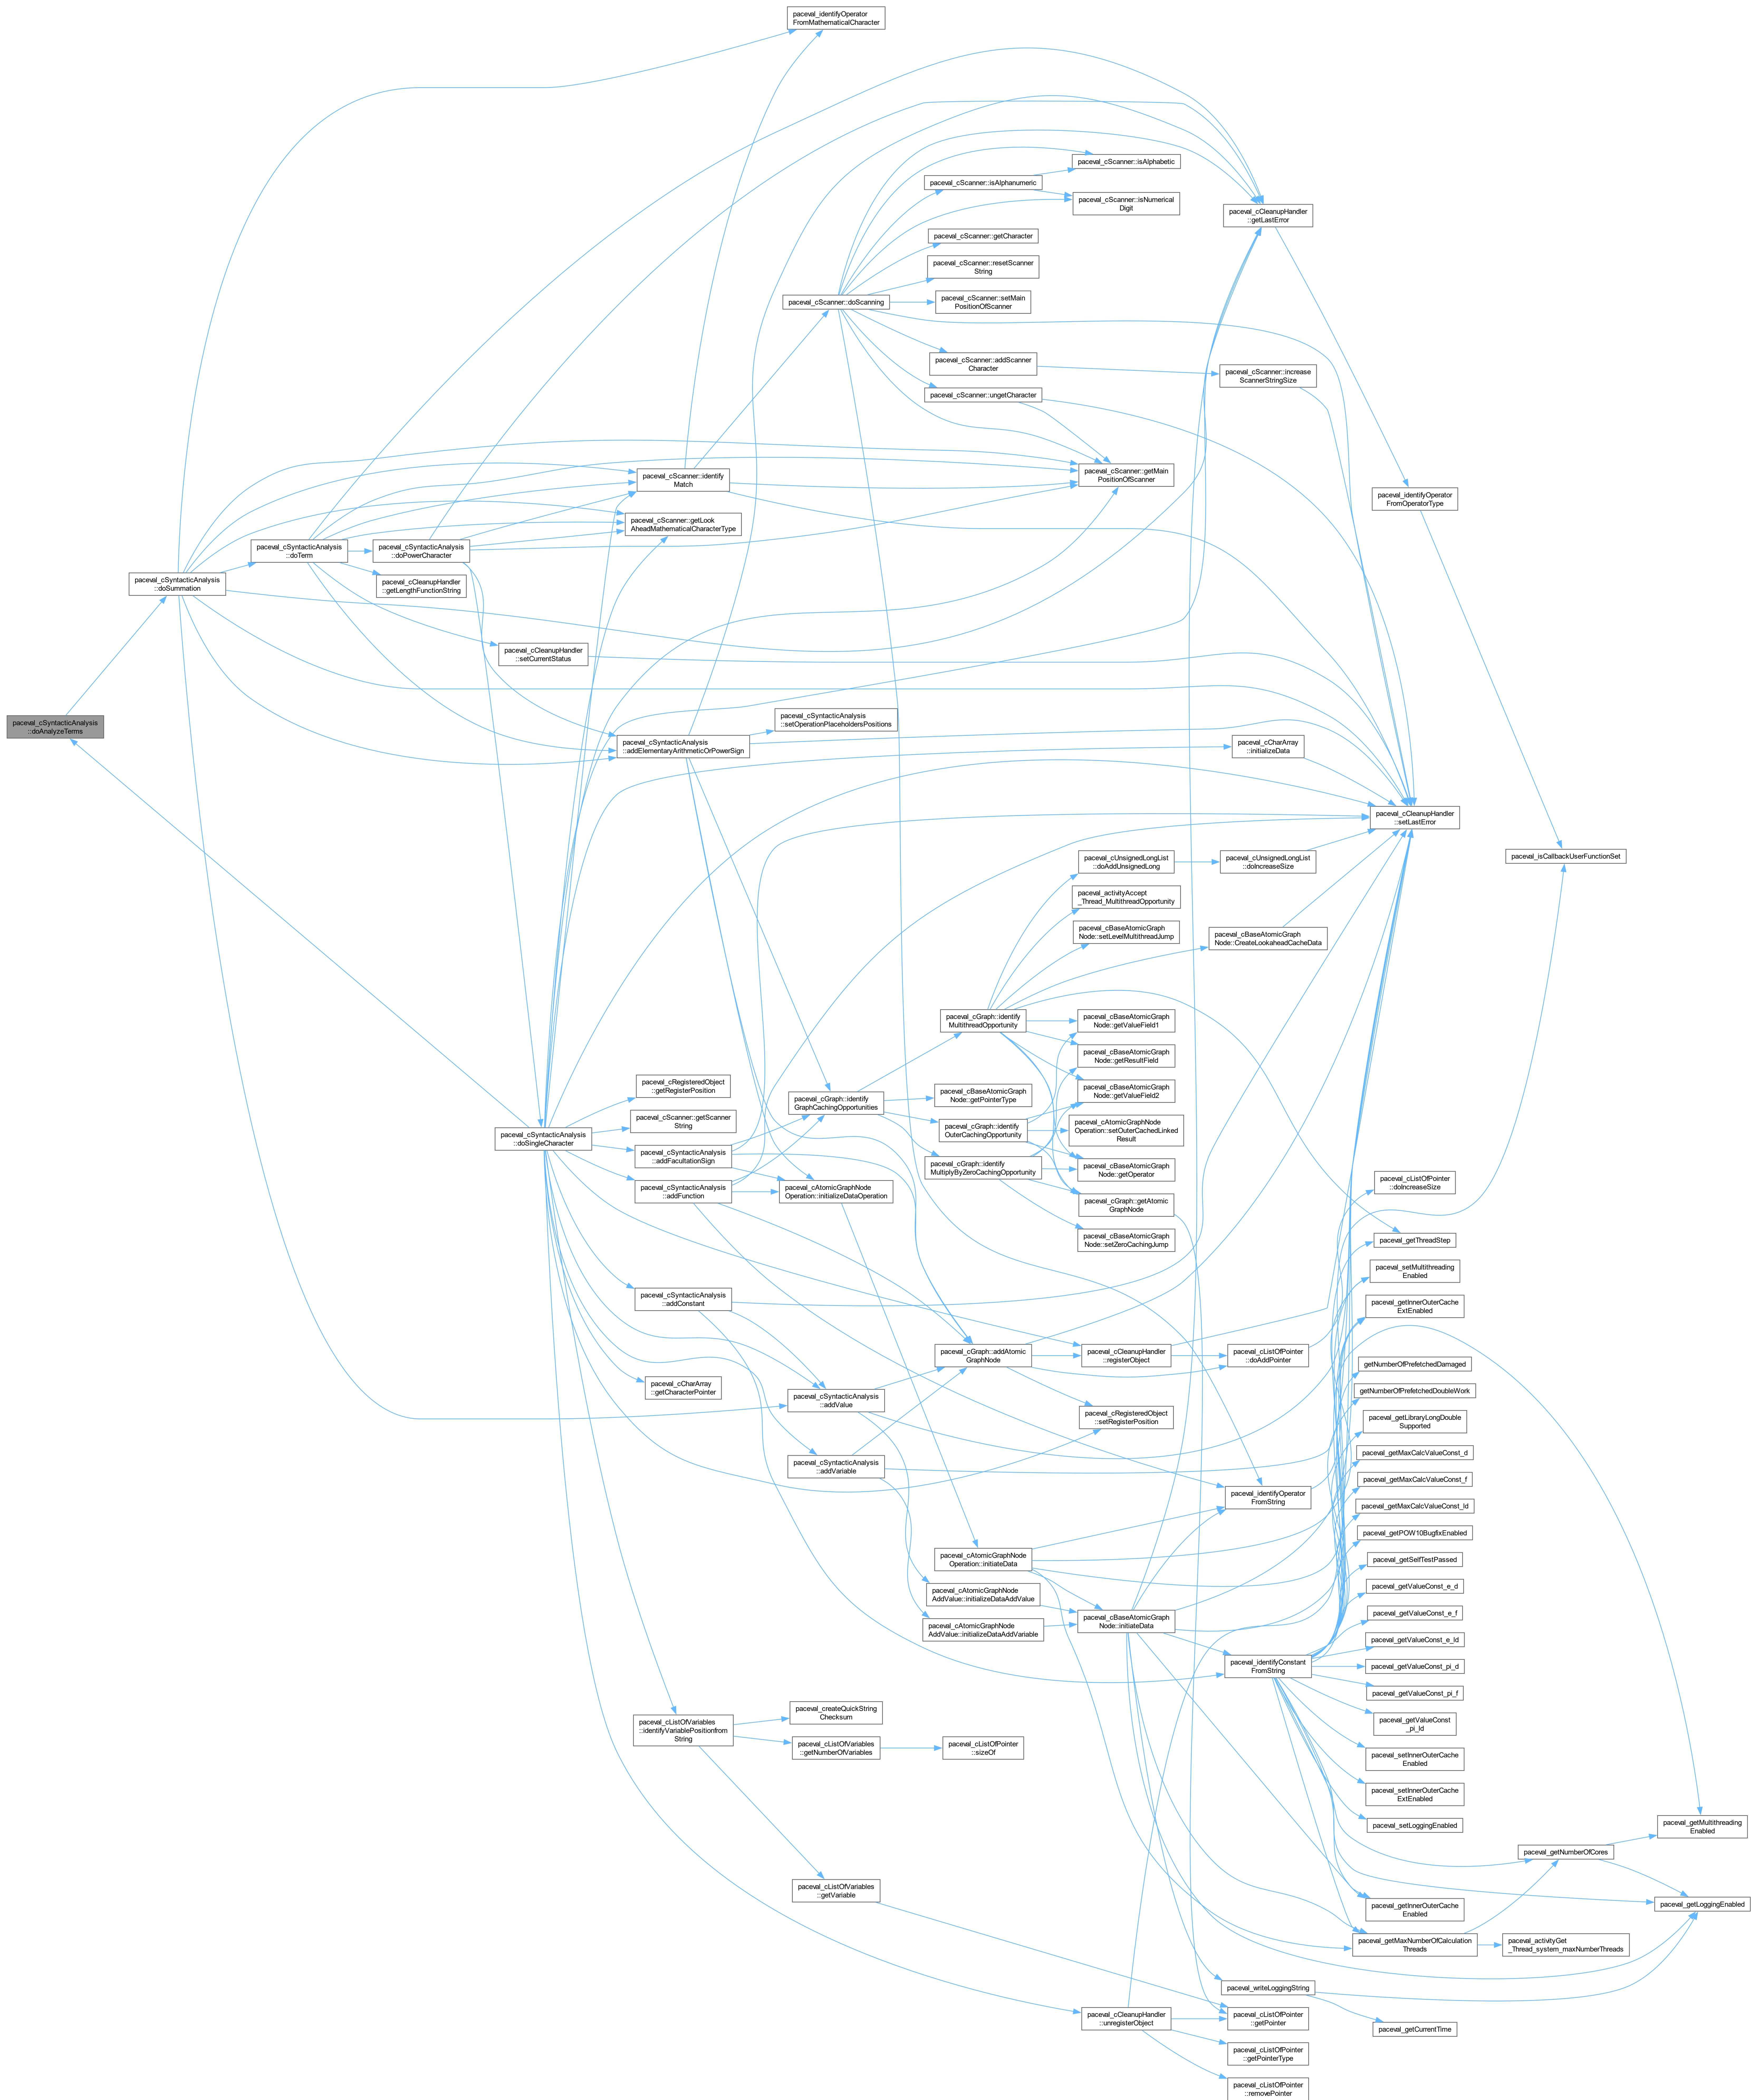 paceval_identifyOperator
FromMathematicalCharacter
paceval_cScanner::isAlphabetic
paceval_cScanner::isAlphanumeric
paceval_cScanner::isNumerical
Digit
paceval_cCleanupHandler
::getLastError
paceval_cScanner::getCharacter
paceval_cScanner::resetScanner
String
paceval_cScanner::doScanning
paceval_cScanner::setMain
PositionOfScanner
paceval_cScanner::addScanner
Character
paceval_cScanner::increase
ScannerStringSize
paceval_cScanner::ungetCharacter
paceval_cScanner::identify
Match
paceval_cScanner::getMain
PositionOfScanner
paceval_identifyOperator
FromOperatorType
paceval_cScanner::getLook
AheadMathematicalCharacterType
paceval_cSyntacticAnalysis
::doTerm
paceval_cSyntacticAnalysis
::doPowerCharacter
paceval_cSyntacticAnalysis
::doSummation
paceval_cCleanupHandler
::getLengthFunctionString
paceval_cCleanupHandler
::setCurrentStatus
paceval_cSyntacticAnalysis
::doAnalyzeTerms
paceval_cSyntacticAnalysis
::setOperationPlaceholdersPositions
paceval_cSyntacticAnalysis
::addElementaryArithmeticOrPowerSign
paceval_cCharArray
::initializeData
paceval_cCleanupHandler
::setLastError
paceval_cUnsignedLongList
::doAddUnsignedLong
paceval_cUnsignedLongList
::doIncreaseSize
paceval_isCallbackUserFunctionSet
paceval_activityAccept
_Thread_MultithreadOpportunity
paceval_cBaseAtomicGraph
Node::setLevelMultithreadJump
paceval_cBaseAtomicGraph
Node::CreateLookaheadCacheData
paceval_cGraph::identify
MultithreadOpportunity
paceval_cBaseAtomicGraph
Node::getValueField1
paceval_cBaseAtomicGraph
Node::getResultField
paceval_cRegisteredObject
::getRegisterPosition
paceval_cGraph::identify
GraphCachingOpportunities
paceval_cBaseAtomicGraph
Node::getPointerType
paceval_cBaseAtomicGraph
Node::getValueField2
paceval_cScanner::getScanner
String
paceval_cGraph::identify
OuterCachingOpportunity
paceval_cAtomicGraphNode
Operation::setOuterCachedLinked
Result
paceval_cSyntacticAnalysis
::doSingleCharacter
paceval_cSyntacticAnalysis
::addFacultationSign
paceval_cGraph::identify
MultiplyByZeroCachingOpportunity
paceval_cBaseAtomicGraph
Node::getOperator
paceval_cSyntacticAnalysis
::addFunction
paceval_cAtomicGraphNode
Operation::initializeDataOperation
paceval_cGraph::getAtomic
GraphNode
paceval_cListOfPointer
::doIncreaseSize
paceval_cBaseAtomicGraph
Node::setZeroCachingJump
paceval_getThreadStep
paceval_cSyntacticAnalysis
::addConstant
paceval_setMultithreading
Enabled
paceval_getInnerOuterCache
ExtEnabled
paceval_cGraph::addAtomic
GraphNode
paceval_cCleanupHandler
::registerObject
paceval_cListOfPointer
::doAddPointer
getNumberOfPrefetchedDamaged
paceval_cCharArray
::getCharacterPointer
paceval_cSyntacticAnalysis
::addValue
getNumberOfPrefetchedDoubleWork
paceval_cRegisteredObject
::setRegisterPosition
paceval_getLibraryLongDouble
Supported
paceval_cSyntacticAnalysis
::addVariable
paceval_getMaxCalcValueConst_d
paceval_getMaxCalcValueConst_f
paceval_identifyOperator
FromString
paceval_getMaxCalcValueConst_ld
paceval_getPOW10BugfixEnabled
paceval_cAtomicGraphNode
Operation::initiateData
paceval_getSelfTestPassed
paceval_getValueConst_e_d
paceval_cAtomicGraphNode
AddValue::initializeDataAddValue
paceval_getValueConst_e_f
paceval_cBaseAtomicGraph
Node::initiateData
paceval_cAtomicGraphNode
AddValue::initializeDataAddVariable
paceval_getValueConst_e_ld
paceval_identifyConstant
FromString
paceval_getValueConst_pi_d
paceval_getValueConst_pi_f
paceval_createQuickString
Checksum
paceval_getValueConst
_pi_ld
paceval_cListOfVariables
::identifyVariablePositionfrom
String
paceval_cListOfVariables
::getNumberOfVariables
paceval_cListOfPointer
::sizeOf
paceval_setInnerOuterCache
Enabled
paceval_setInnerOuterCache
ExtEnabled
paceval_setLoggingEnabled
paceval_getMultithreading
Enabled
paceval_getNumberOfCores
paceval_cListOfVariables
::getVariable
paceval_getInnerOuterCache
Enabled
paceval_getLoggingEnabled
paceval_getMaxNumberOfCalculation
Threads
paceval_activityGet
_Thread_system_maxNumberThreads
paceval_writeLoggingString
paceval_cCleanupHandler
::unregisterObject
paceval_cListOfPointer
::getPointer
paceval_getCurrentTime
paceval_cListOfPointer
::getPointerType
paceval_cListOfPointer
::removePointer